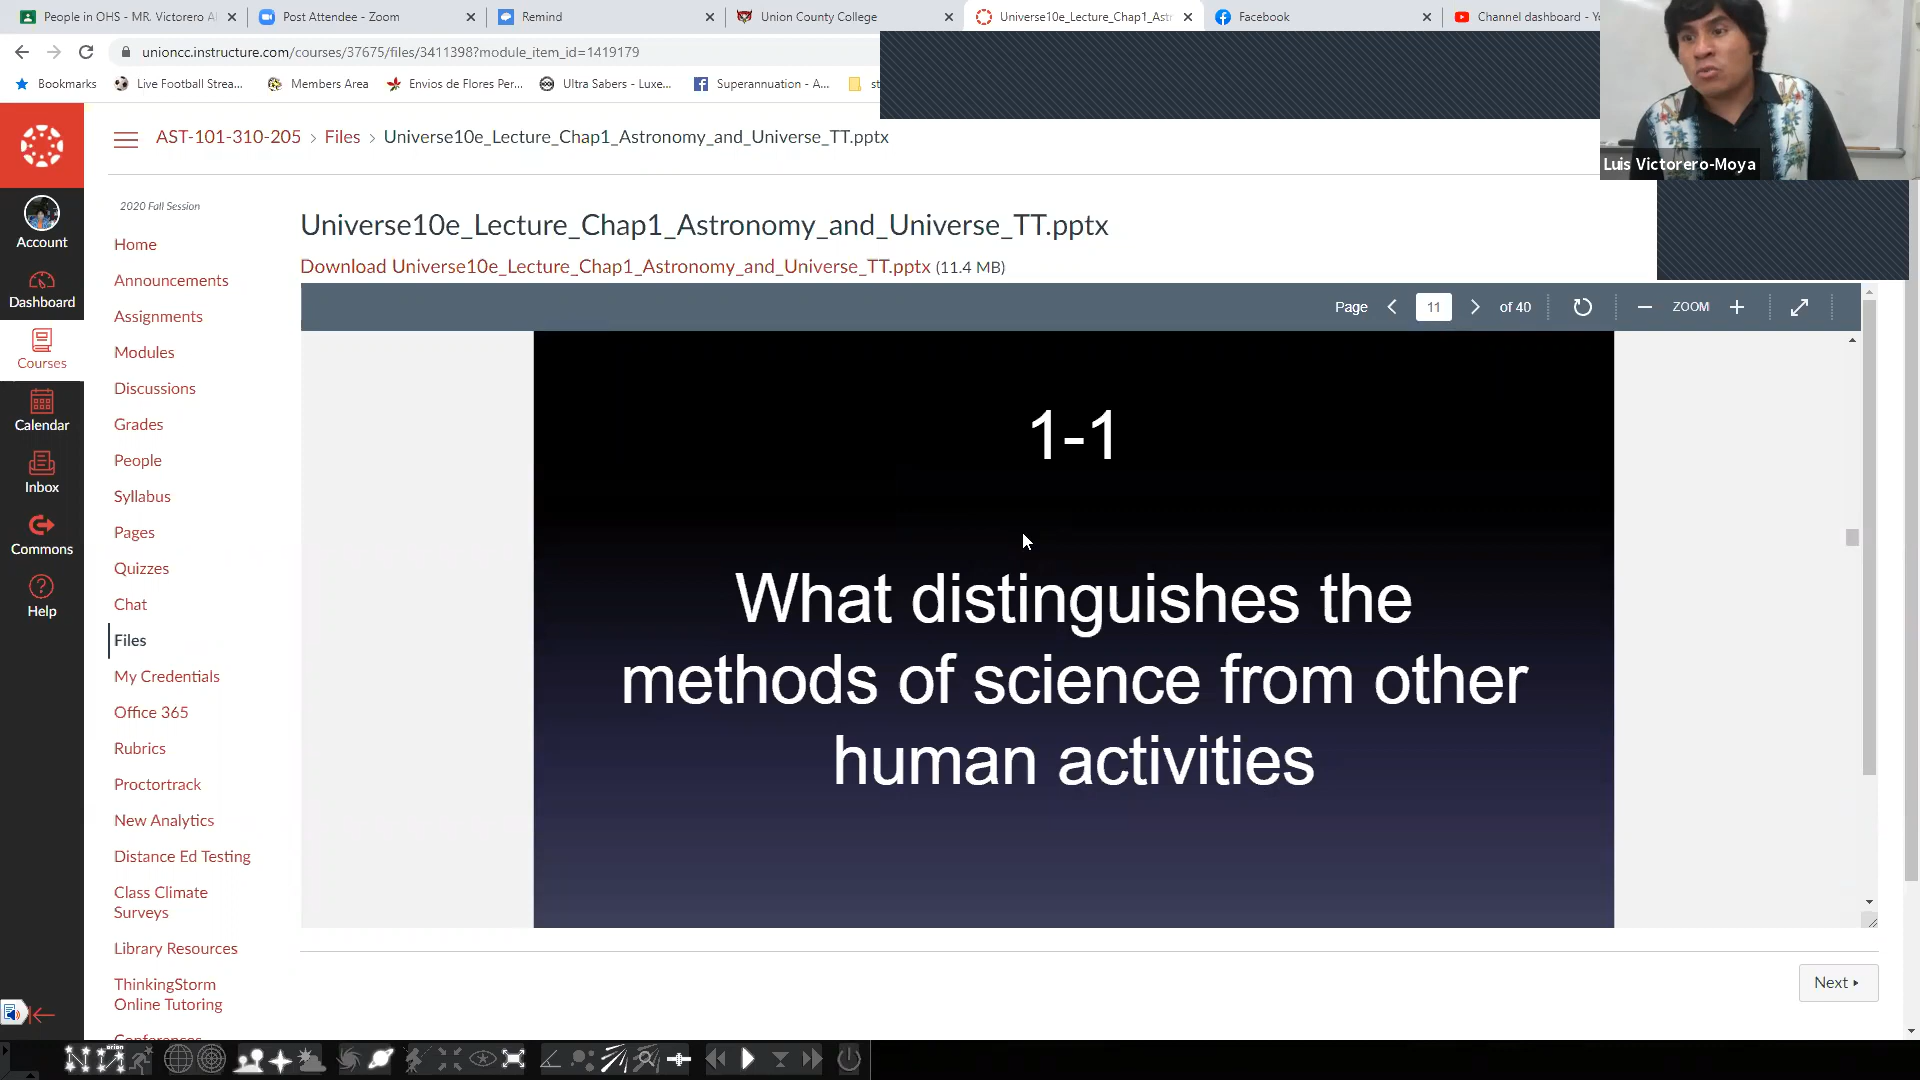 People in OHS - MR. Victorero Al
Post Attendee - Zoom
Remind
Union County College
Universe10e_Lecture_Chap1_Astr
Facebook
Channel dashboard - Yo
unioncc.instructure.com/courses/37675/files/3411398?module_item_id=1419179
Bookmarks
Live Football Strea...
Members Area
Envios de Flores Per...
Ultra Sabers - Luxe...
Superannuation - A...
st
Luis Victorero-Moya
AST-101-310-205 › Files › Universe10e_Lecture_Chap1_Astronomy_and_Universe_TT.pptx
2020 Fall Session
Universe10e_Lecture_Chap1_Astronomy_and_Universe_TT.pptx
Download Universe10e_Lecture_Chap1_Astronomy_and_Universe_TT.pptx (11.4 MB)
Page 11 of 40 ZOOM
Account
Dashboard
Courses
Calendar
Inbox
Commons
Help
Home
Announcements
Assignments
Modules
Discussions
Grades
People
Syllabus
Pages
Quizzes
Chat
Files
My Credentials
Office 365
Rubrics
Proctortrack
New Analytics
Distance Ed Testing
Class Climate
Surveys
Library Resources
ThinkingStorm
Online Tutoring
Conferences
1-1
What distinguishes the
methods of science from other
human activities
Next